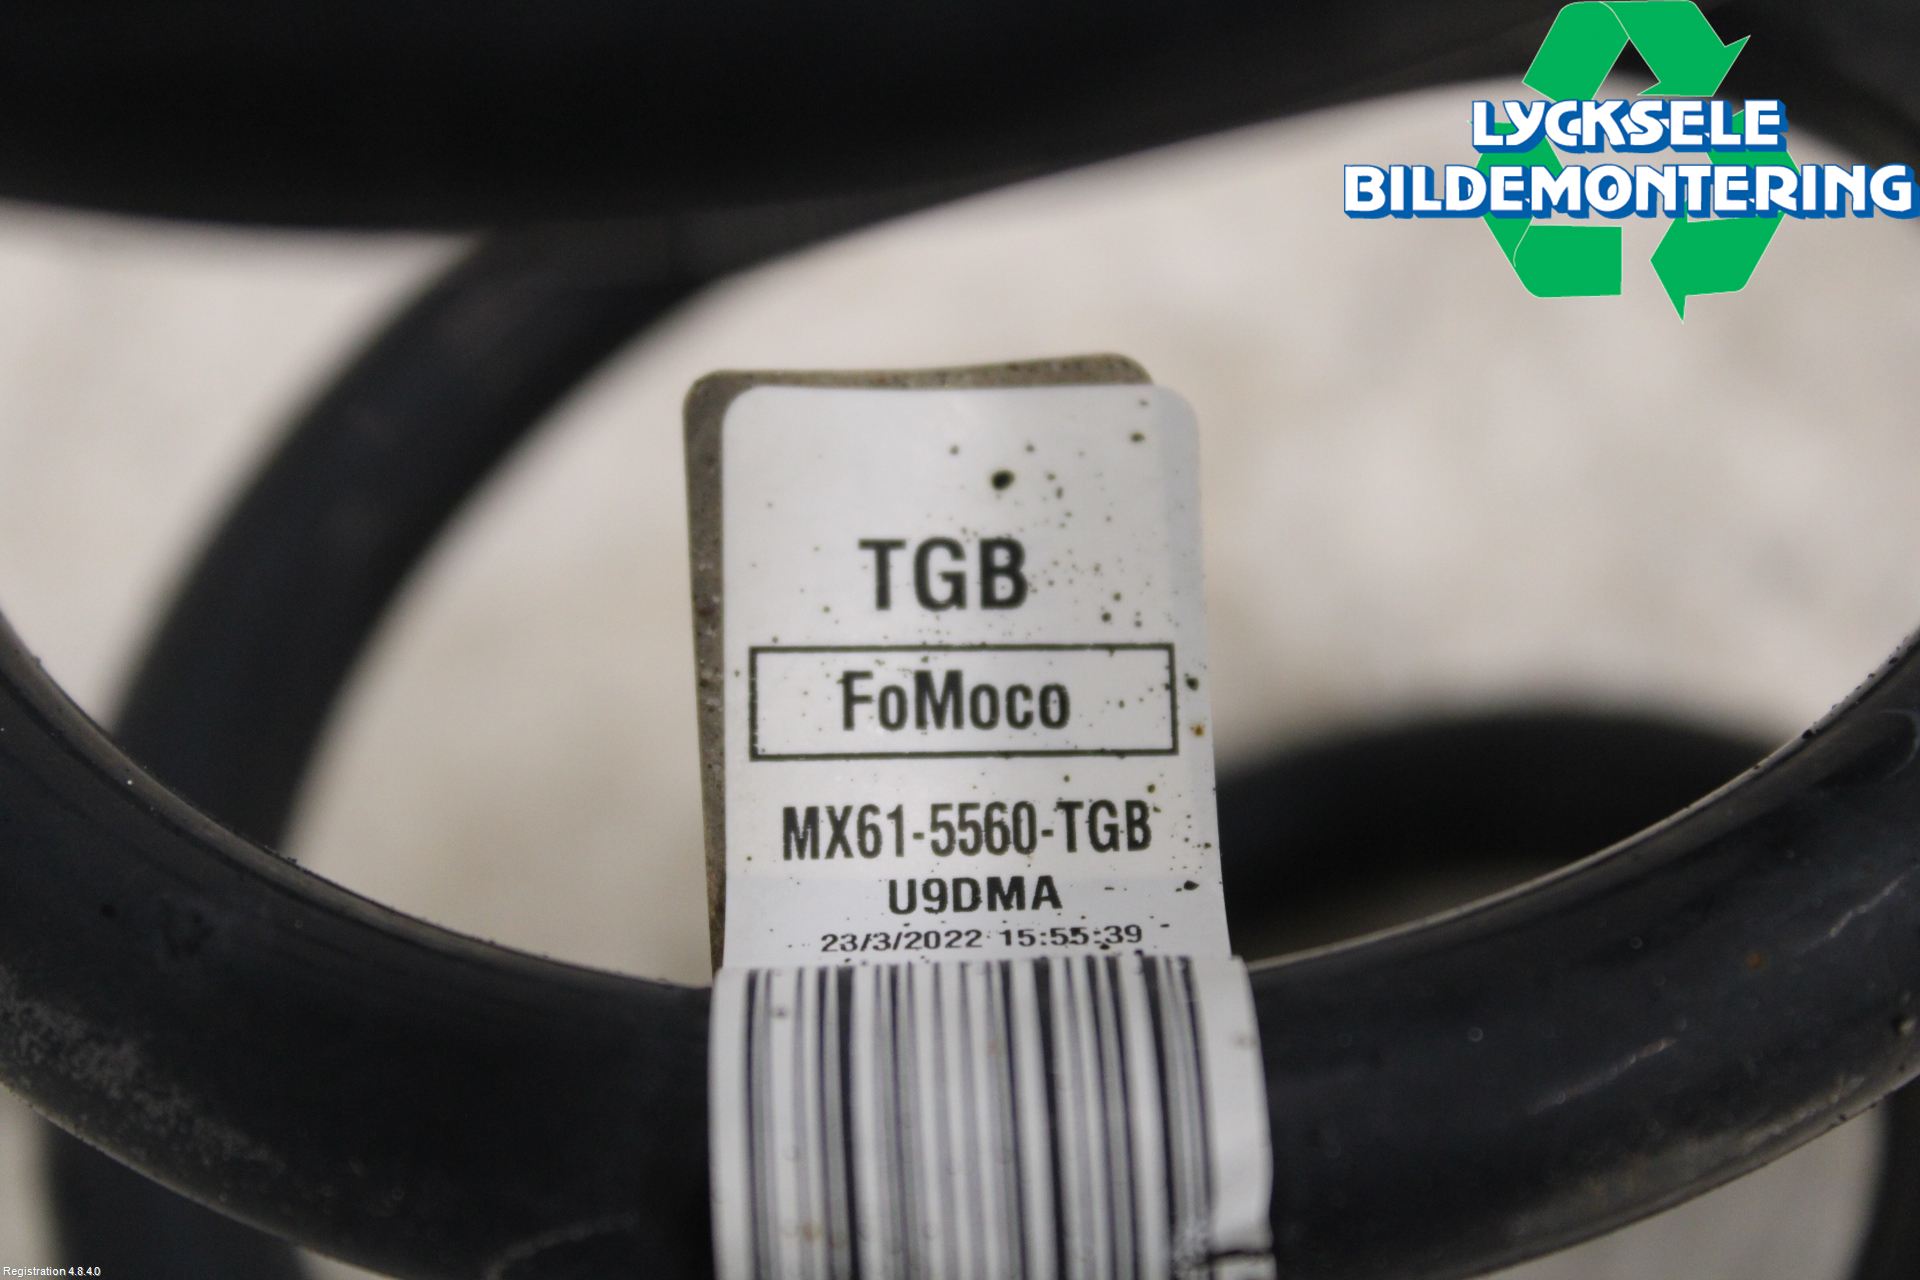 LYCKSELE
BILDEMONTERING
TGB
FoMoco
MX61-5560-TGB
U9DMA
23/3/2022 15:55:39
Registration 4.8.4.0